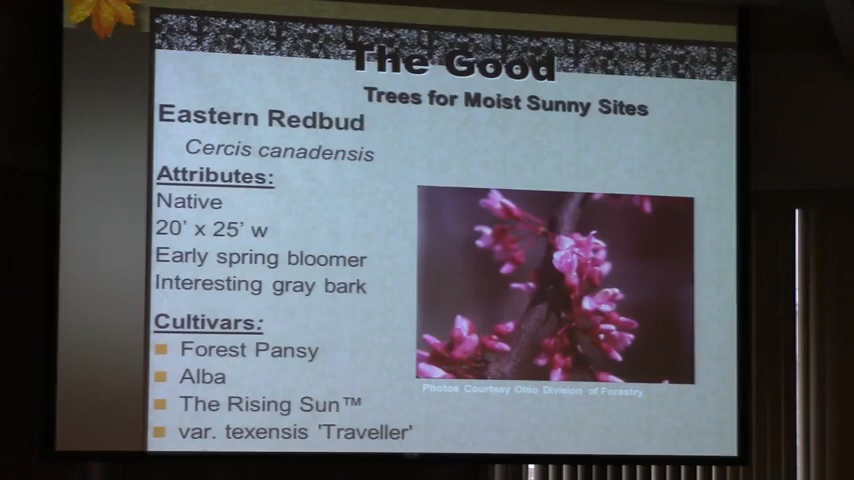 The Good
Trees for Moist Sunny Sites
Eastern Redbud
Cercis canadensis
Attributes:
Native
20' x 25' w
Early spring bloomer
Interesting gray bark
Cultivars:
Forest Pansy
Alba
The Rising Sun™
var. texensis 'Traveller'
Photos Courtesy Ohio Division of Forestry